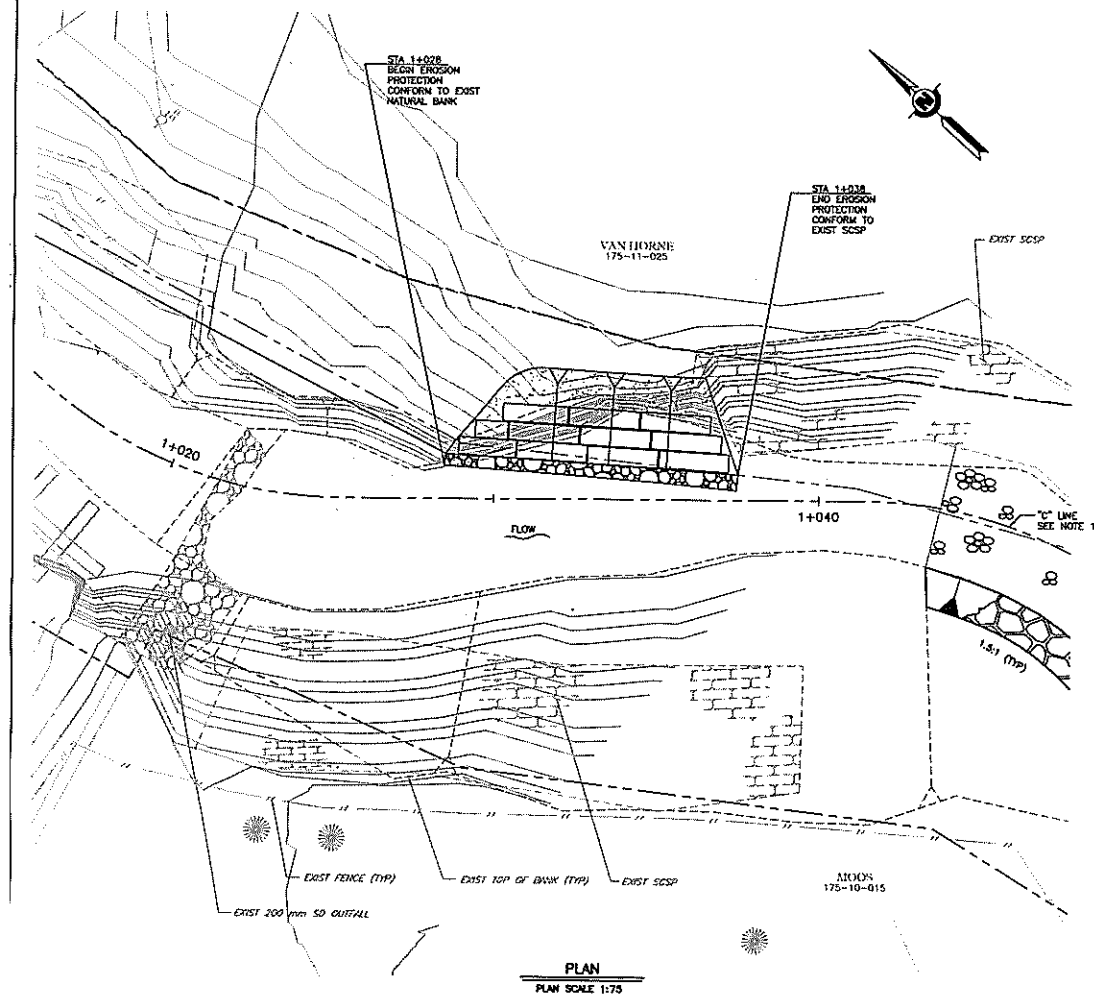 STA 1+028
BEGIN EROSION
PROTECTION
CONFORM TO EXIST
NATURAL BANK
N
STA 1+038
END EROSION
PROTECTION
CONFORM TO
EXIST SCSP
VAN HORNE
175-11-025
EXIST SCSP
1+020
1+040
"C" LINE
SEE NOTE 1
FLOW
1.5:1 (TYP)
EXIST FENCE (TYP)
EXIST TOP OF BANK (TYP)
EXIST SCSP
MOOS
175-10-015
EXIST 200 mm SD OUTFALL
PLAN
PLAN SCALE 1:75